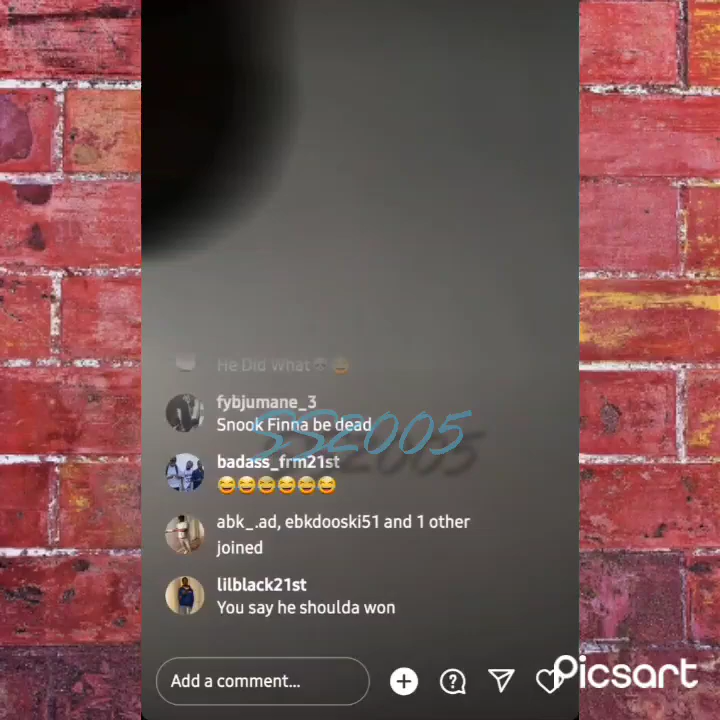 He Did What💀😂
fybjumane_3
Snook Finna be dead
SS2005
badass_frm21st
😂😂😂😂😂😂
abk_.ad, ebkdooski51 and 1 other
joined
lilblack21st
You say he shoulda won
Add a comment...
Picsart